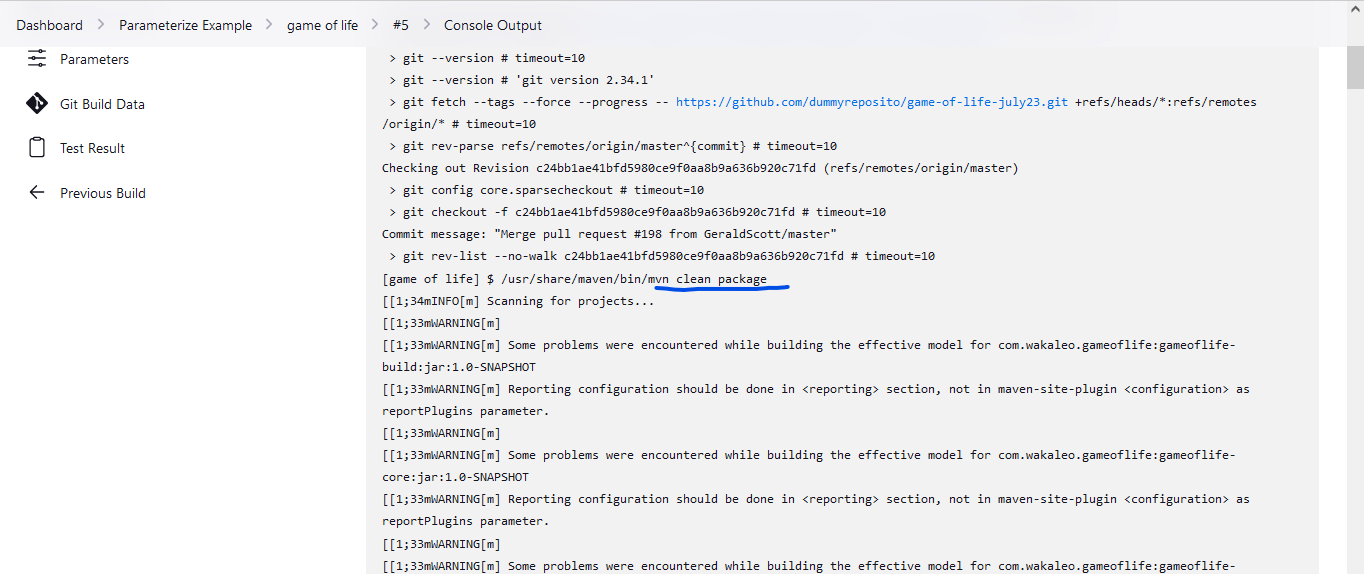 Dashboard > Parameterize Example > game of life > #5 > Console Output
Parameters
Git Build Data
Test Result
Previous Build
> git --version # timeout=10
> git --version # 'git version 2.34.1'
> git fetch --tags --force --progress -- https://github.com/dummyreposito/game-of-life-july23.git +refs/heads/*:refs/remotes
/origin/* # timeout=10
> git rev-parse refs/remotes/origin/master^{commit} # timeout=10
Checking out Revision c24bb1ae41bfd5980ce9f0aa8b9a636b920c71fd (refs/remotes/origin/master)
> git config core.sparsecheckout # timeout=10
> git checkout -f c24bb1ae41bfd5980ce9f0aa8b9a636b920c71fd # timeout=10
Commit message: "Merge pull request #198 from GeraldScott/master"
> git rev-list --no-walk c24bb1ae41bfd5980ce9f0aa8b9a636b920c71fd # timeout=10
[game of life] $ /usr/share/maven/bin/mvn clean package
[[1;34mINFO[m] Scanning for projects...
[[1;33mWARNING[m]
[[1;33mWARNING[m] Some problems were encountered while building the effective model for com.wakaleo.gameoflife:gameoflife-
build:jar:1.0-SNAPSHOT
[[1;33mWARNING[m] Reporting configuration should be done in <reporting> section, not in maven-site-plugin <configuration> as
reportPlugins parameter.
[[1;33mWARNING[m]
[[1;33mWARNING[m] Some problems were encountered while building the effective model for com.wakaleo.gameoflife:gameoflife-
core:jar:1.0-SNAPSHOT
[[1;33mWARNING[m] Reporting configuration should be done in <reporting> section, not in maven-site-plugin <configuration> as
reportPlugins parameter.
[[1;33mWARNING[m]
[[1;33mWARNING[m] Some problems were encountered while building the effective model for com.wakaleo.gameoflife:gameoflife-